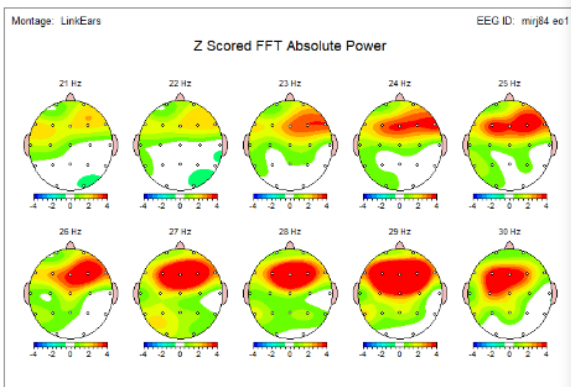 Montage: LinkEars EEG ID: mirj84 eo1
Z Scored FFT Absolute Power
21 Hz 22 Hz 23 Hz 24 Hz 25 Hz
-4 -2 0 2 4 -4 -2 0 2 4 -4 -2 0 2 4 -4 -2 0 2 4 -4 -2 0 2 4
26 Hz 27 Hz 28 Hz 29 Hz 30 Hz
-4 -2 0 2 4 -4 -2 0 2 4 -4 -2 0 2 4 -4 -2 0 2 4 -4 -2 0 2 4